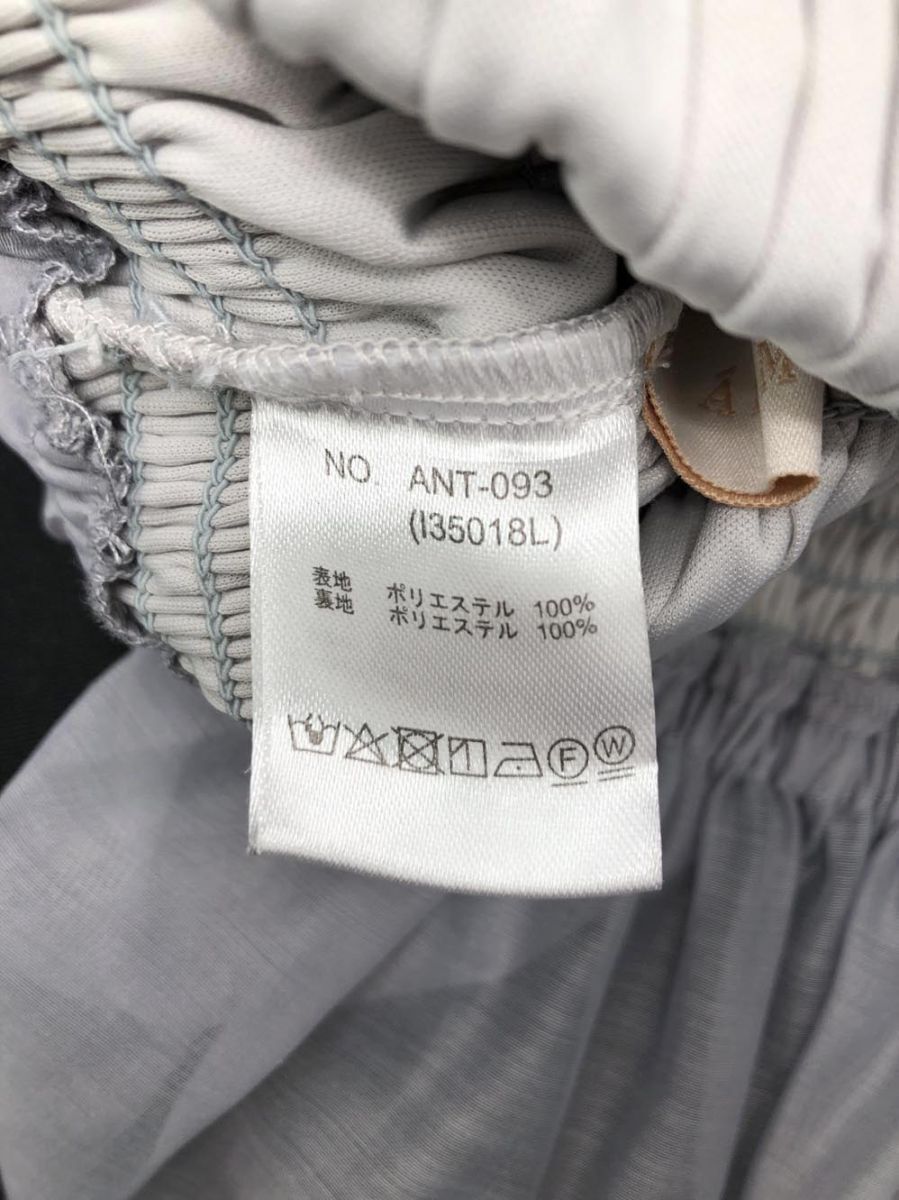 NO. ANT-093
(I35018L)
表地 ポリエステル 100%
裏地 ポリエステル 100%
F W